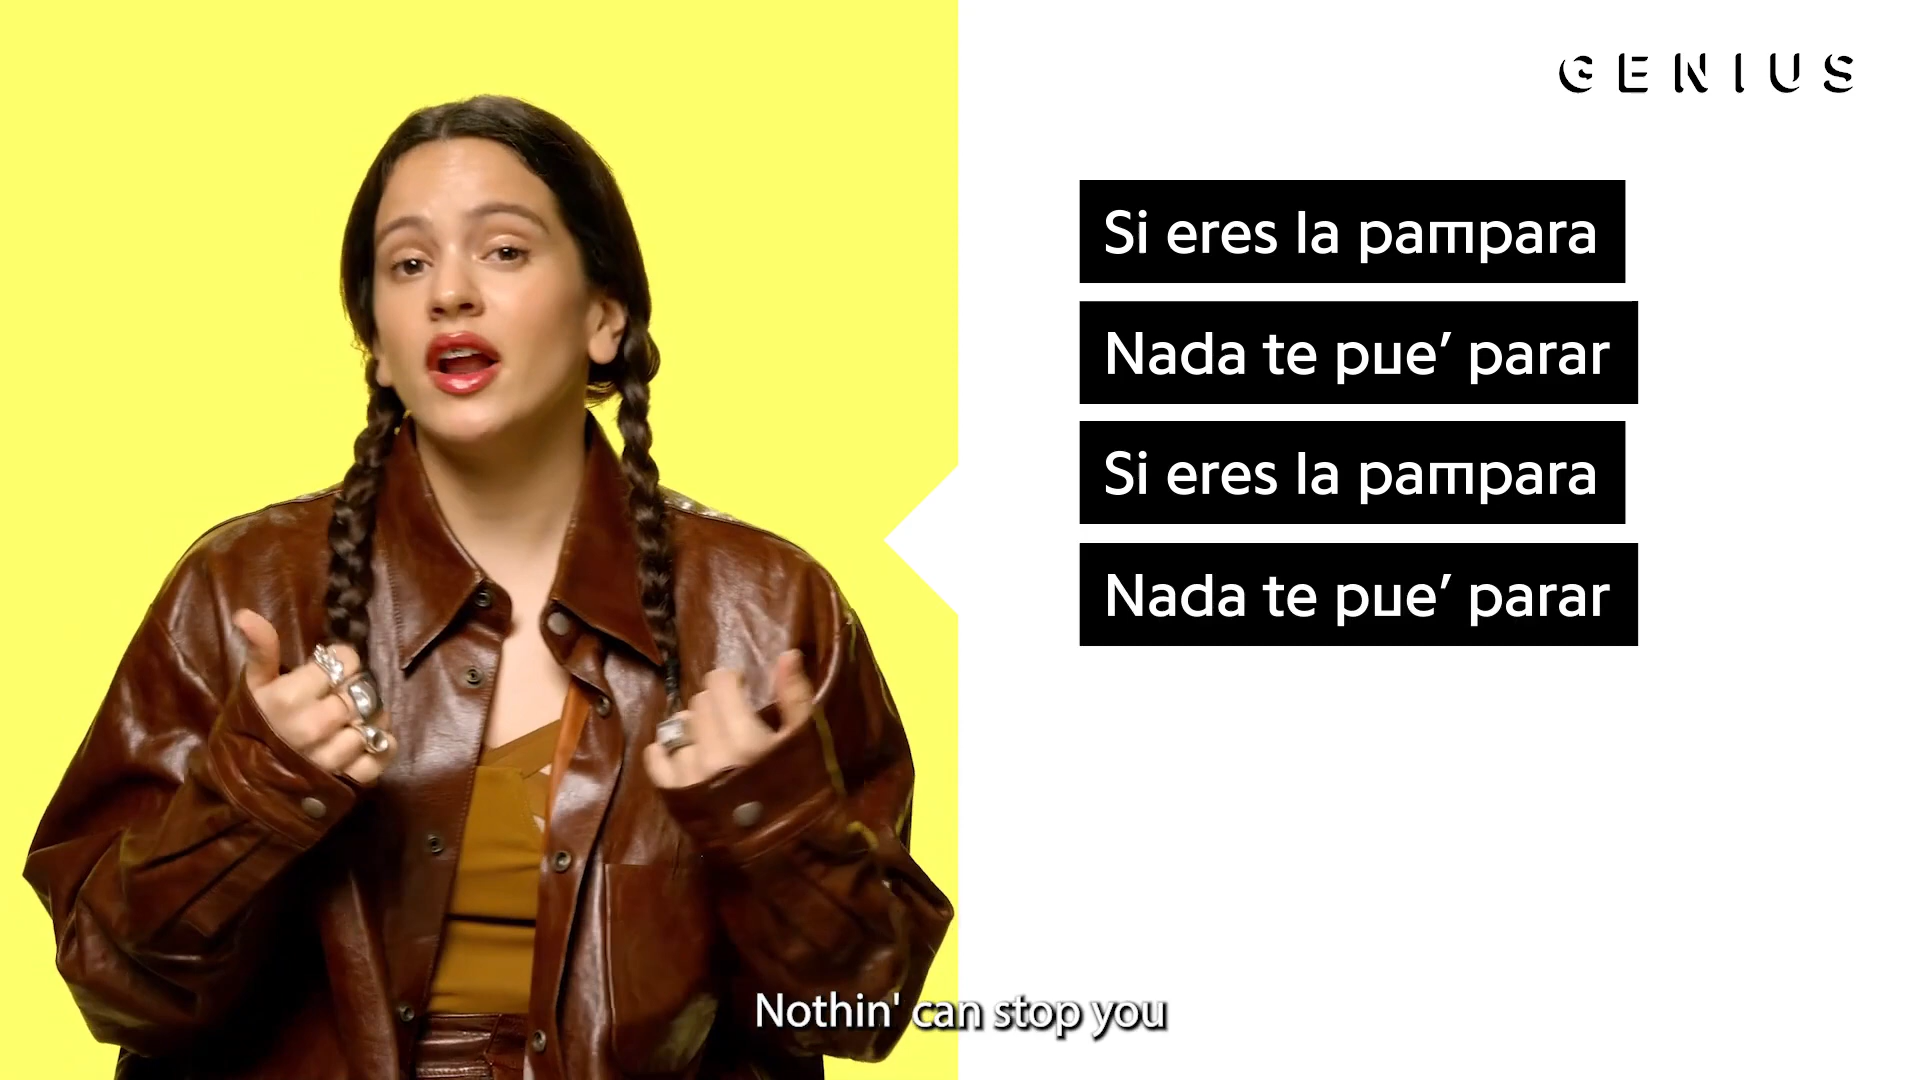 GENIUS
Si eres la pampara
Nada te pue’ parar
Si eres la pampara
Nada te pue’ parar
Nothin' can stop you